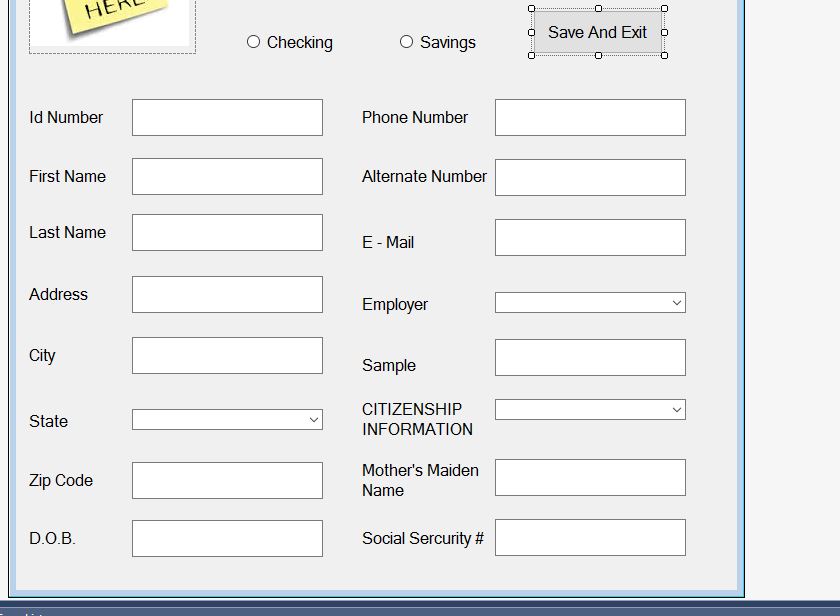 HERE
Checking
Savings
Save And Exit
Id Number
Phone Number
First Name
Alternate Number
Last Name
E - Mail
Address
Employer
City
Sample
State
CITIZENSHIP
INFORMATION
Zip Code
Mother's Maiden
Name
D.O.B.
Social Sercurity #